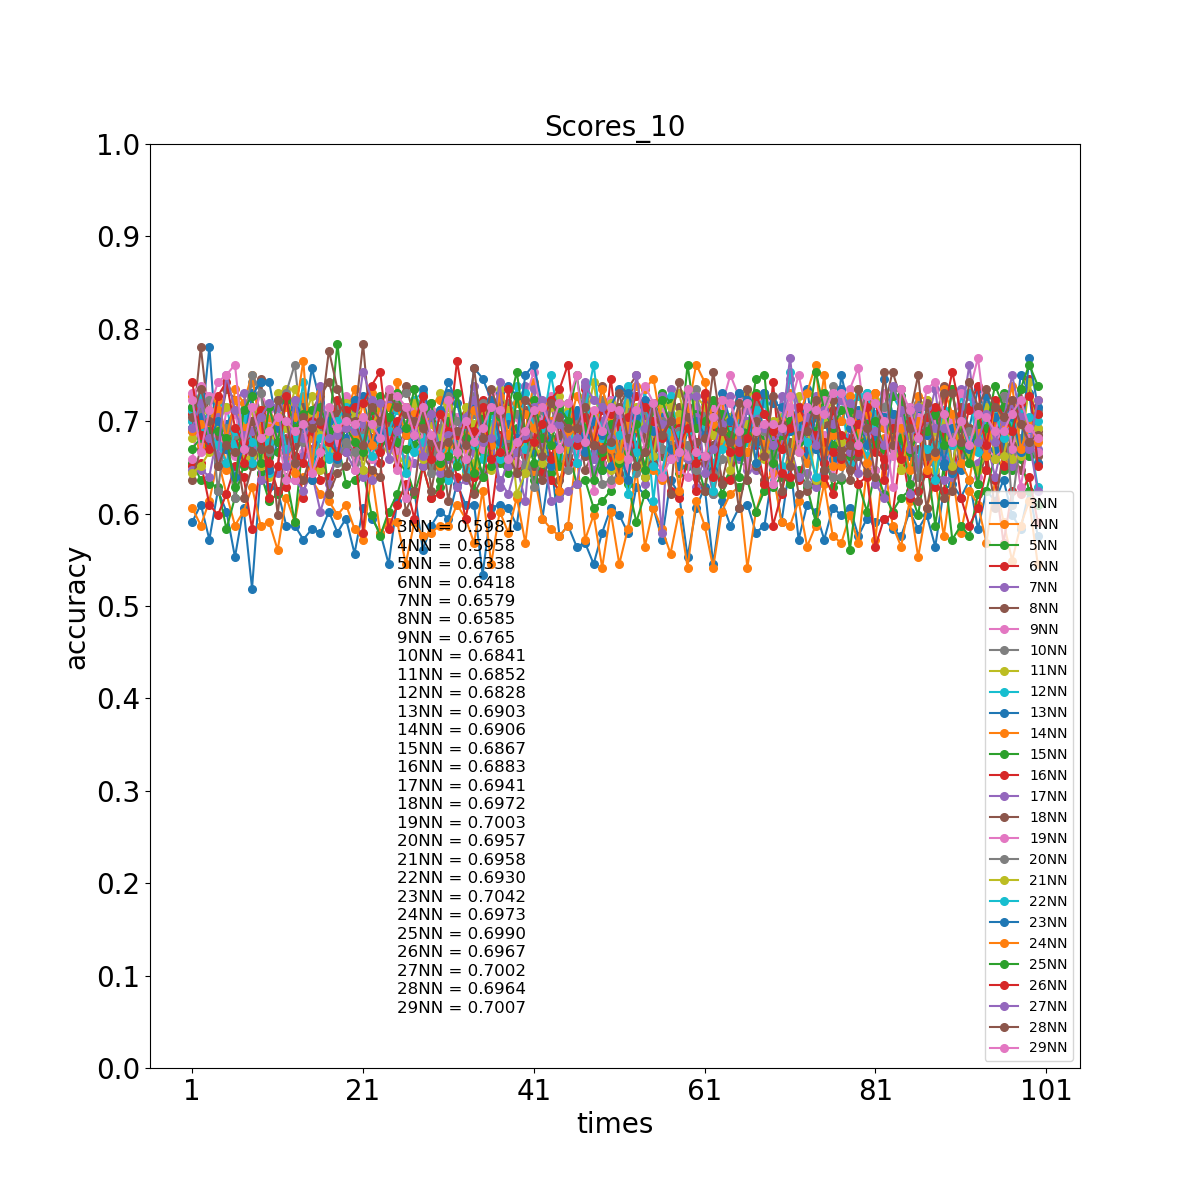 Scores_10
1.0
0.9
0.8
0.7
0.6
0.5
0.4
0.3
0.2
0.1
0.0
accuracy
3NN = 0.5981
4NN = 0.5958
5NN = 0.6338
6NN = 0.6418
7NN = 0.6579
8NN = 0.6585
9NN = 0.6765
10NN = 0.6841
11NN = 0.6852
12NN = 0.6828
13NN = 0.6903
14NN = 0.6906
15NN = 0.6867
16NN = 0.6883
17NN = 0.6941
18NN = 0.6972
19NN = 0.7003
20NN = 0.6957
21NN = 0.6958
22NN = 0.6930
23NN = 0.7042
24NN = 0.6973
25NN = 0.6990
26NN = 0.6967
27NN = 0.7002
28NN = 0.6964
29NN = 0.7007
3NN
4NN
5NN
6NN
7NN
8NN
9NN
10NN
11NN
12NN
13NN
14NN
15NN
16NN
17NN
18NN
19NN
20NN
21NN
22NN
23NN
24NN
25NN
26NN
27NN
28NN
29NN
1 21 41 61 81 101
times